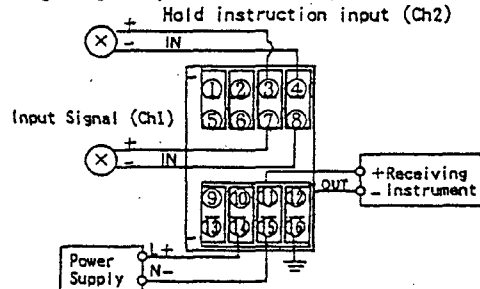 Hold instruction input (Ch2)
+
- IN
① ② ③ ④
Input Signal (Ch1)
⑤ ⑥ ⑦ ⑧
+
- IN
+Receiving
OUT - instrument
⑨ ⑩ ⑪ ⑫
⑬ ⑭ ⑮ ⑯
Power L+
Supply N-